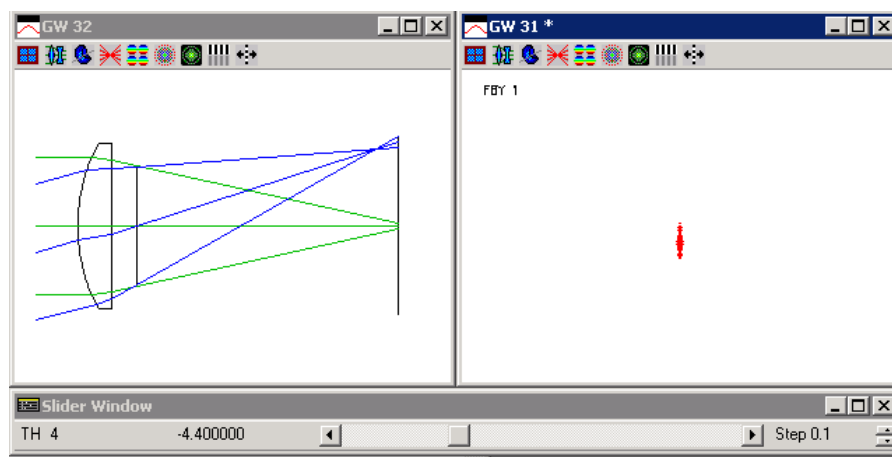 GW 32
GW 31 *
FBY 1
Slider Window
TH 4 -4.400000 Step 0.1